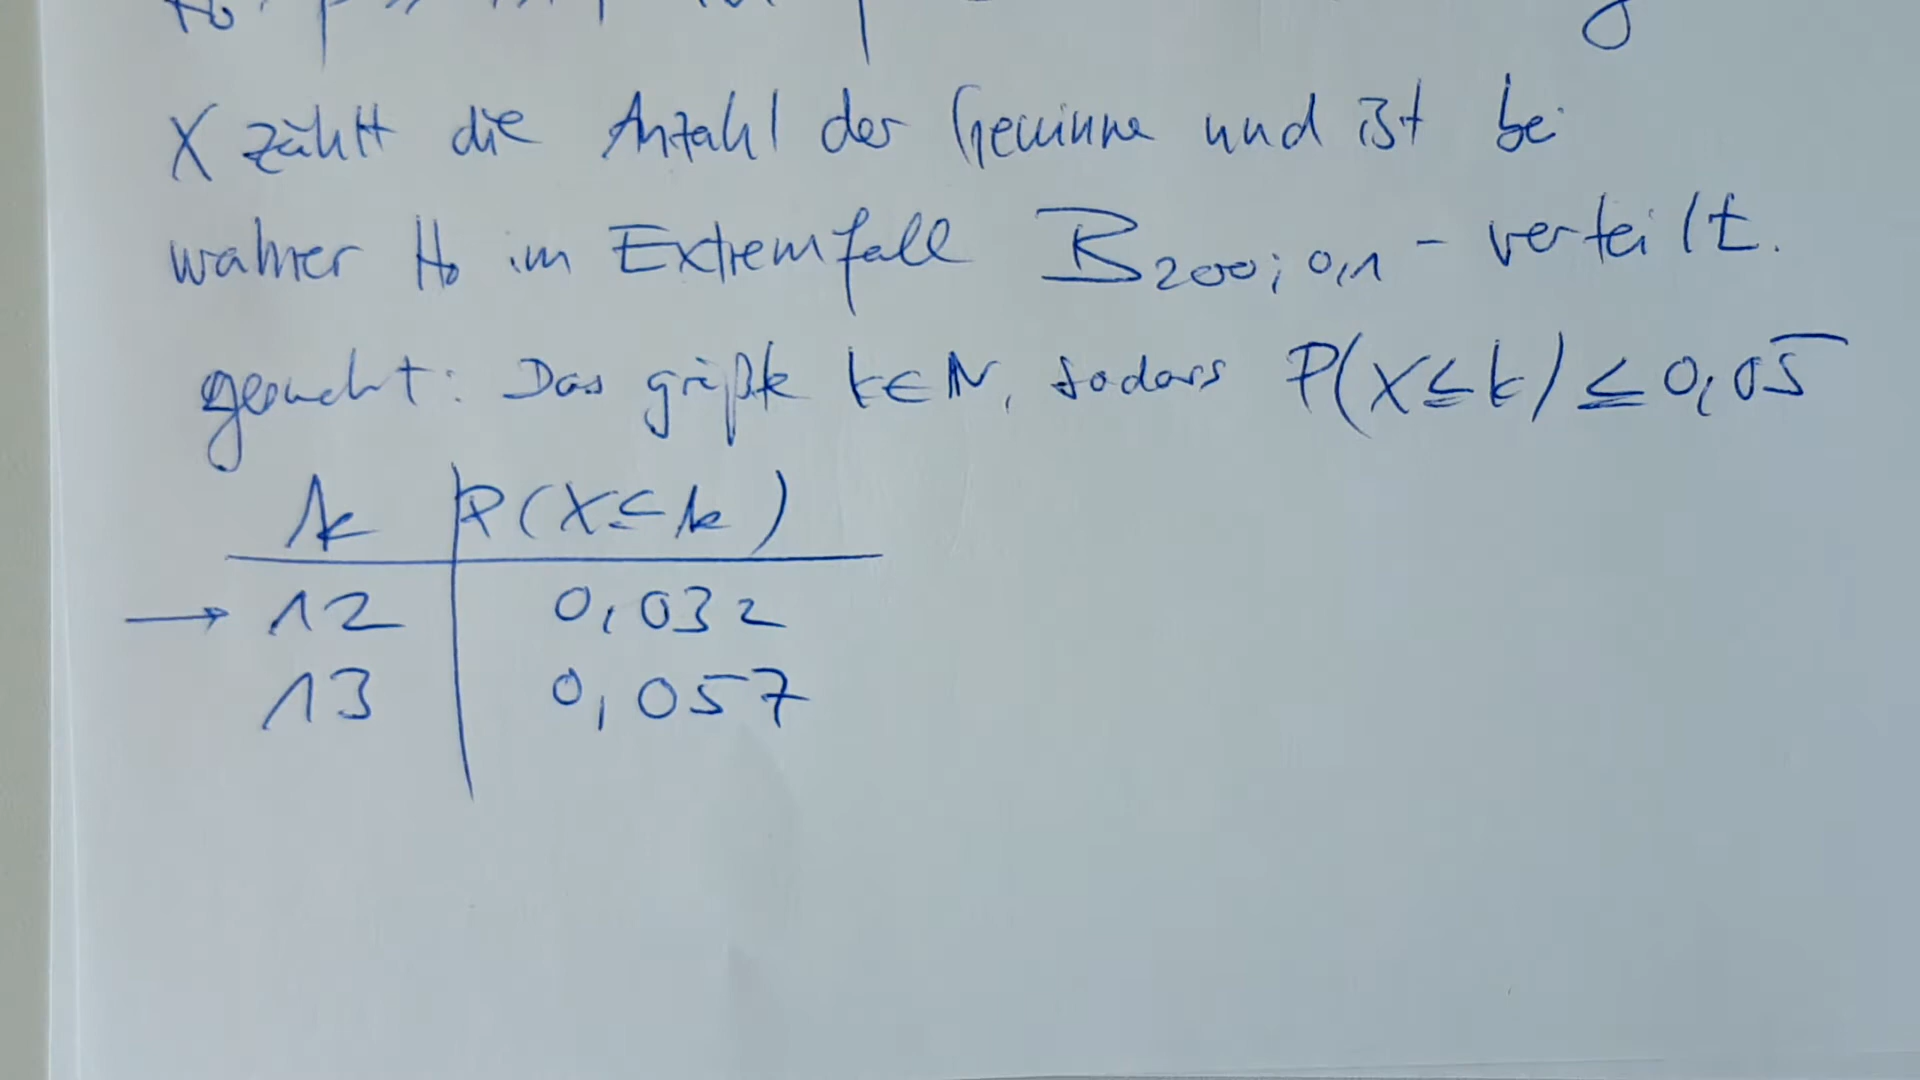 X zählt die Anzahl der Gewinne und ist bei
wahrer H₀ im Extremfall B₂₀₀;₀,₁ - verteilt.
gesucht: Das größte k∈ℕ, sodass P(X≤k) ≤ 0,05
k P(X≤k)
→ 12 0,032
13 0,057